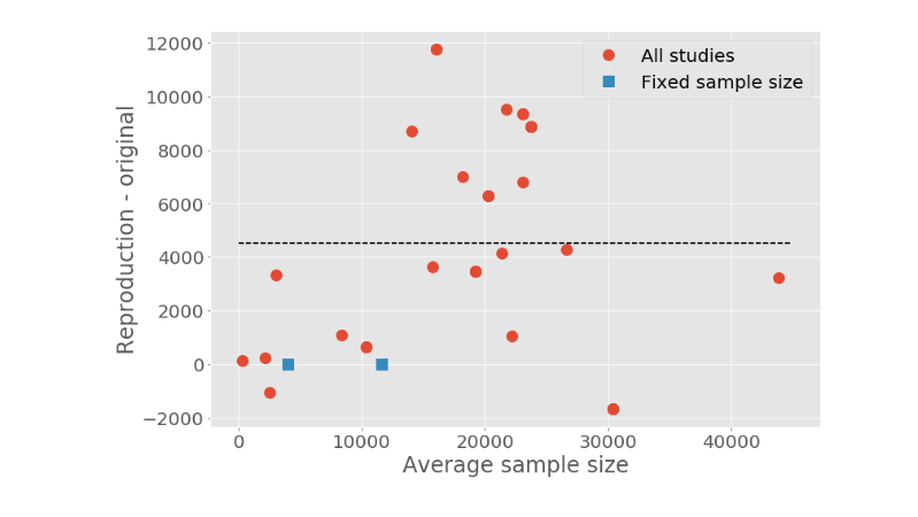 12000
10000
8000
6000
4000
2000
0
−2000
Reproduction - original
All studies
Fixed sample size
0 10000 20000 30000 40000
Average sample size